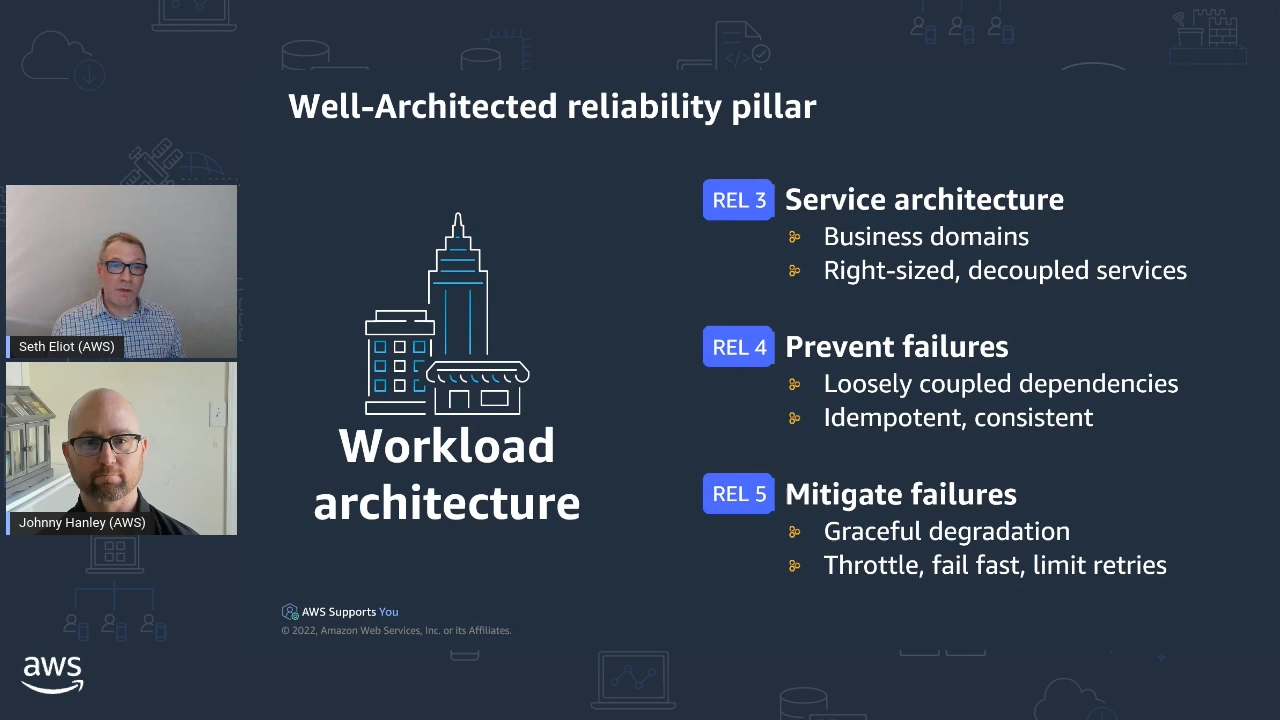 Well-Architected reliability pillar
Seth Eliot (AWS)
Johnny Hanley (AWS)
Workload
architecture
REL 3 Service architecture
Business domains
Right-sized, decoupled services
REL 4 Prevent failures
Loosely coupled dependencies
Idempotent, consistent
REL 5 Mitigate failures
Graceful degradation
Throttle, fail fast, limit retries
AWS Supports You
© 2022, Amazon Web Services, Inc. or its Affiliates.
aws